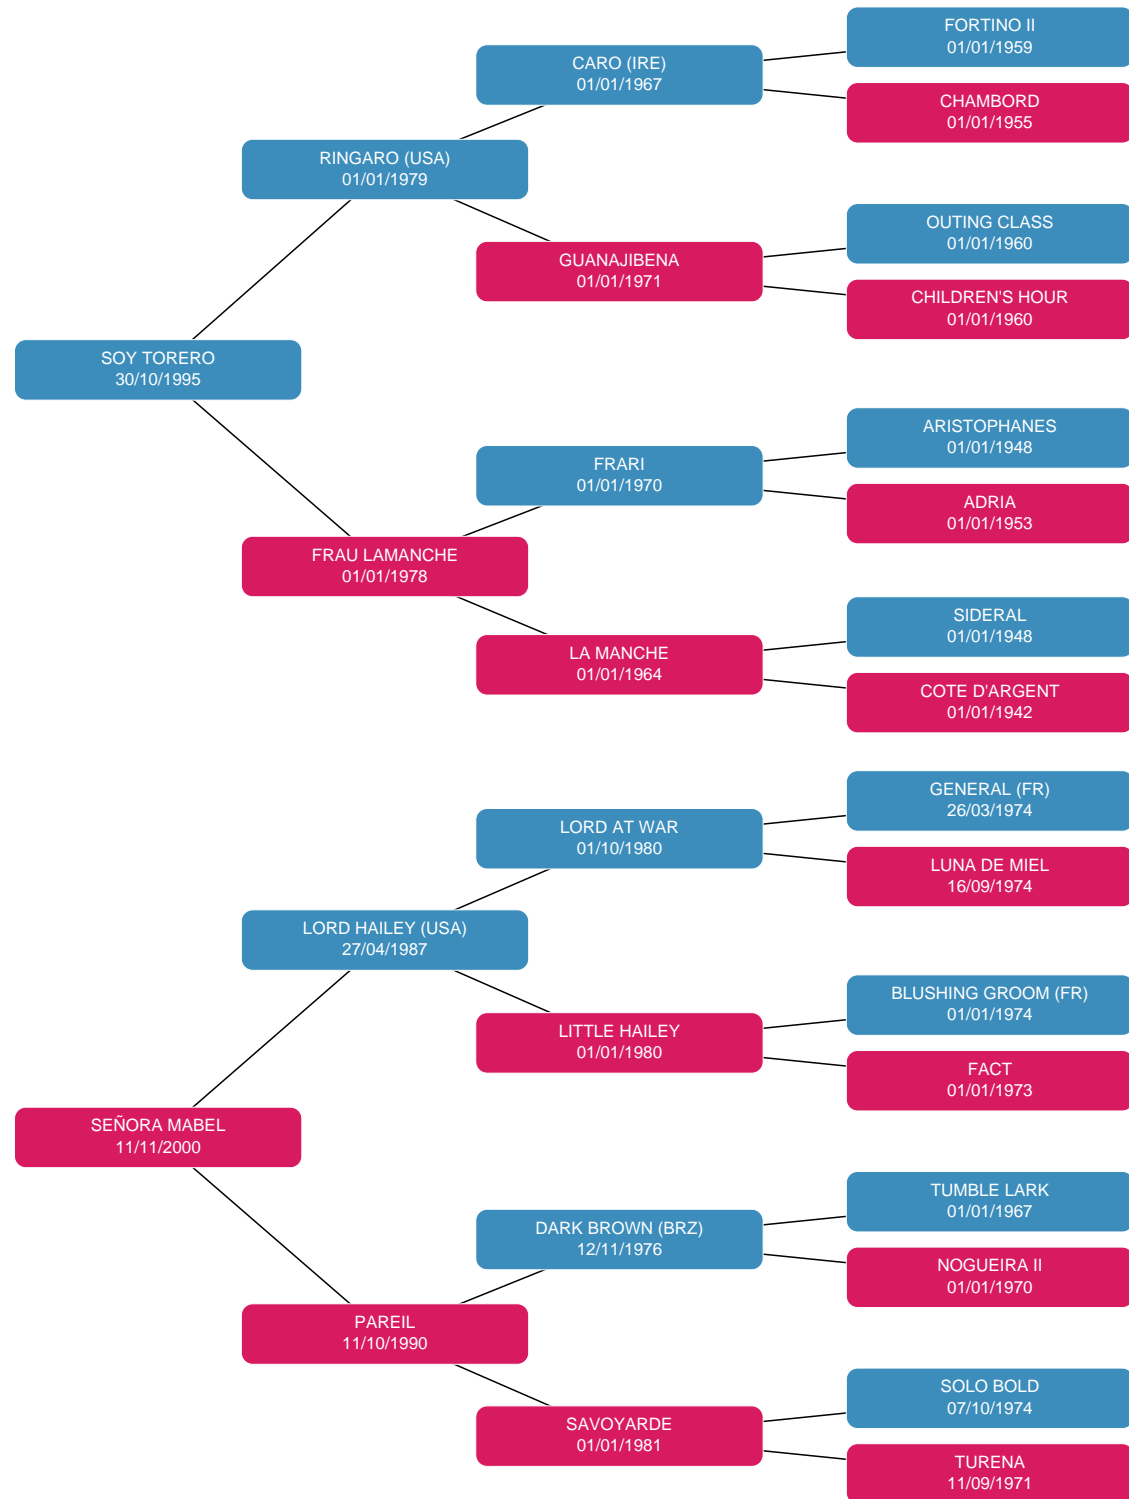 FORTINO II
01/01/1959
CARO (IRE)
01/01/1967
CHAMBORD
01/01/1955
RINGARO (USA)
01/01/1979
OUTING CLASS
01/01/1960
GUANAJIBENA
01/01/1971
CHILDREN'S HOUR
01/01/1960
SOY TORERO
30/10/1995
ARISTOPHANES
01/01/1948
FRARI
01/01/1970
ADRIA
01/01/1953
FRAU LAMANCHE
01/01/1978
SIDERAL
01/01/1948
LA MANCHE
01/01/1964
COTE D'ARGENT
01/01/1942
GENERAL (FR)
26/03/1974
LORD AT WAR
01/10/1980
LUNA DE MIEL
16/09/1974
LORD HAILEY (USA)
27/04/1987
BLUSHING GROOM (FR)
01/01/1974
LITTLE HAILEY
01/01/1980
FACT
01/01/1973
SEÑORA MABEL
11/11/2000
TUMBLE LARK
01/01/1967
DARK BROWN (BRZ)
12/11/1976
NOGUEIRA II
01/01/1970
PAREIL
11/10/1990
SOLO BOLD
07/10/1974
SAVOYARDE
01/01/1981
TURENA
11/09/1971